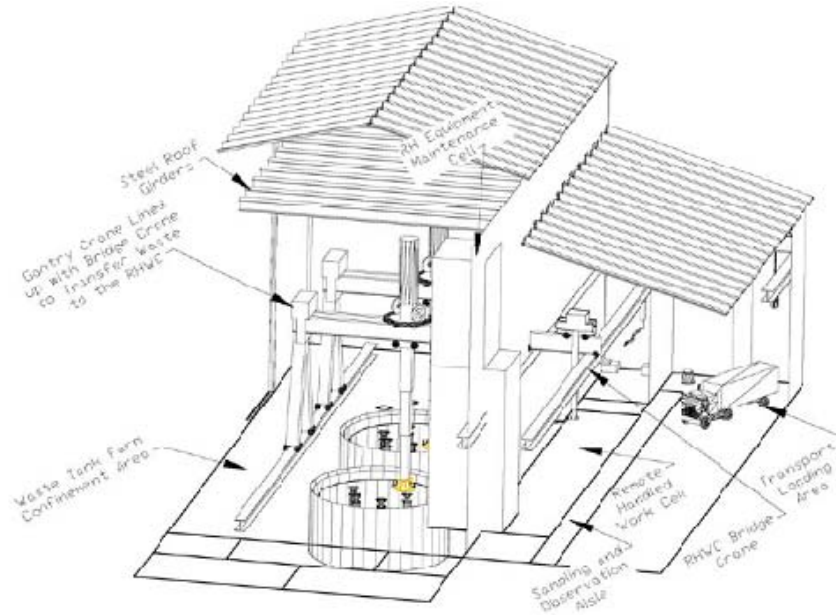 RH Equipment
Maintenance
Cell
Steel Roof
Girders
Gantry Crane Lined
up with Bridge Crane
to Transfer Waste
to the RHWC
Waste Tank Farm
Confinement Area
Remote
Handled
Work Cell
Transport
Loading
Area
RHWC Bridge
Crane
Sampling and
Observation
Aisle